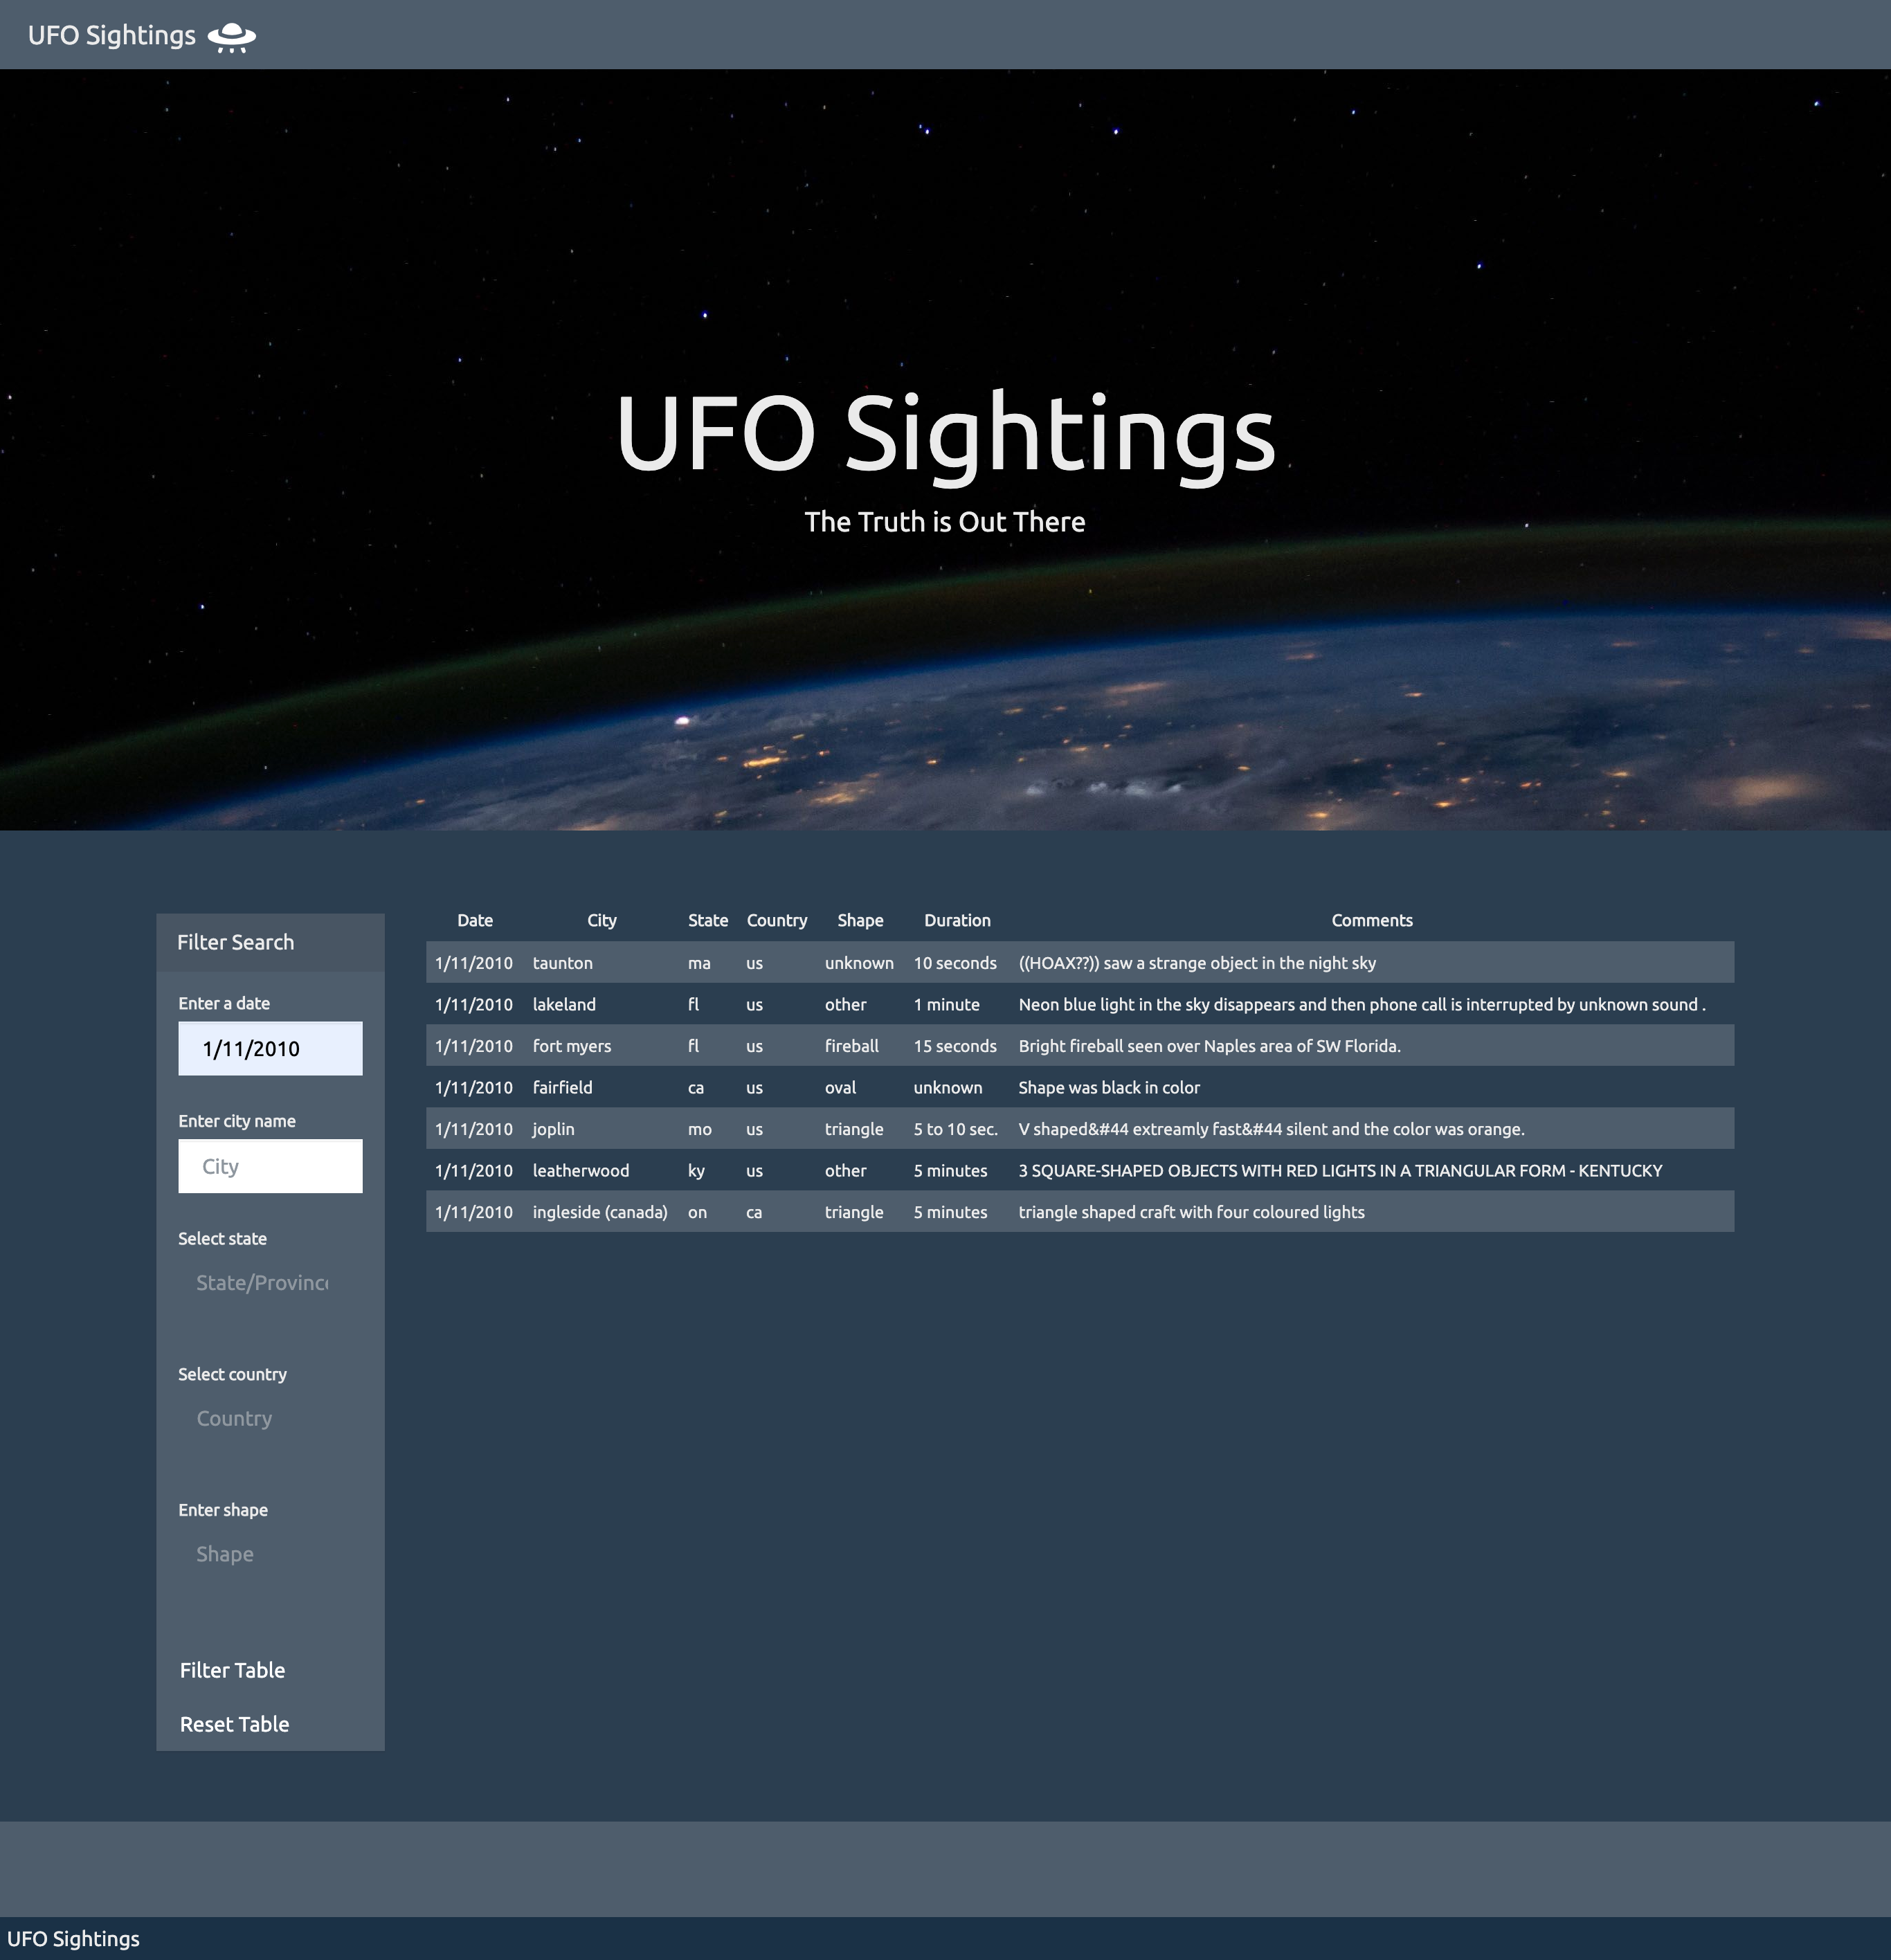 UFO Sightings
UFO Sightings
The Truth is Out There
Filter Search
Enter a date
1/11/2010
Enter city name
City
Select state
State/Province
Select country
Country
Enter shape
Shape
Filter Table
Reset Table
Date City State Country Shape Duration Comments
1/11/2010 taunton ma us unknown 10 seconds ((HOAX??)) saw a strange object in the night sky
1/11/2010 lakeland fl us other 1 minute Neon blue light in the sky disappears and then phone call is interrupted by unknown sound .
1/11/2010 fort myers fl us fireball 15 seconds Bright fireball seen over Naples area of SW Florida.
1/11/2010 fairfield ca us oval unknown Shape was black in color
1/11/2010 joplin mo us triangle 5 to 10 sec. V shaped&#44 extreamly fast&#44 silent and the color was orange.
1/11/2010 leatherwood ky us other 5 minutes 3 SQUARE-SHAPED OBJECTS WITH RED LIGHTS IN A TRIANGULAR FORM - KENTUCKY
1/11/2010 ingleside (canada) on ca triangle 5 minutes triangle shaped craft with four coloured lights
UFO Sightings